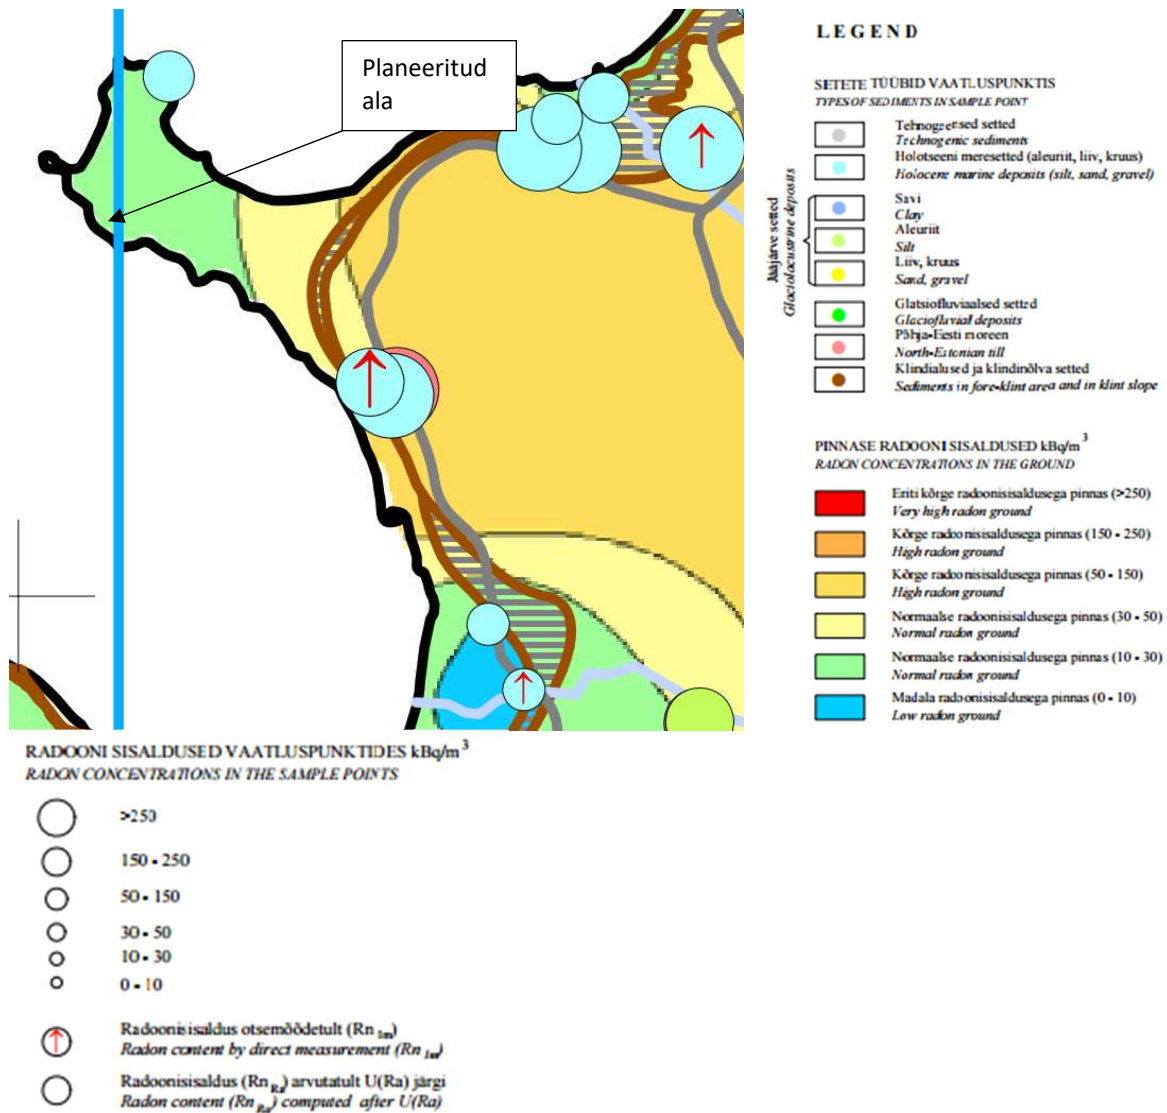 Planeeritud
ala
LEGEND
SETETE TÜÜBID VAATLUSPUNKTIS
TYPES OF SEDIMENTS IN SAMPLE POINT
Tehnogeensed setted
Technogenic sediments
Holotseeni meresetted (aleuriit, liiv, kruus)
Holocene marine deposits (silt, sand, gravel)
Jääjärve setted
Glaciolacustrine deposits
Savi
Clay
Aleuriit
Silt
Liiv, kruus
Sand, gravel
Glatsiofluviaalsed setted
Glaciofluvial deposits
Põhja-Eesti moreen
North-Estonian till
Klindialused ja klindinõlva setted
Sediments in fore-klint area and in klint slope
PINNASE RADOONI SISALDUSED kBq/m³
RADON CONCENTRATIONS IN THE GROUND
Eriti kõrge radoonisisaldusega pinnas (>250)
Very high radon ground
Kõrge radoonisisaldusega pinnas (150 - 250)
High radon ground
Kõrge radoonisisaldusega pinnas (50 - 150)
High radon ground
Normaalse radoonisisaldusega pinnas (30 - 50)
Normal radon ground
Normaalse radoonisisaldusega pinnas (10 - 30)
Normal radon ground
Madala radoonisisaldusega pinnas (0 - 10)
Low radon ground
RADOONI SISALDUSED VAATLUSPUNKTIDES kBq/m³
RADON CONCENTRATIONS IN THE SAMPLE POINTS
>250
150 - 250
50 - 150
30 - 50
10 - 30
0 - 10
Radoonisisaldus otsemõõdetult (Rn 1m)
Radon content by direct measurement (Rn 1m)
Radoonisisaldus (Rn Ra) arvutatult U(Ra) järgi
Radon content (Rn Ra) computed after U(Ra)